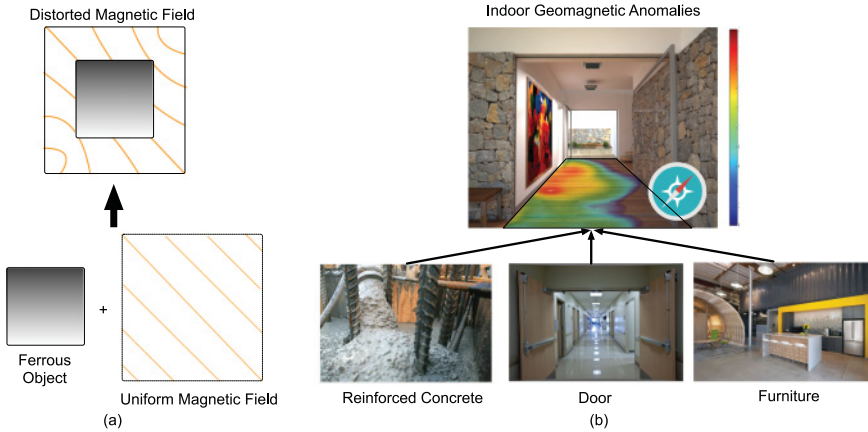 Distorted Magnetic Field
+
Ferrous
Object
Uniform Magnetic Field
(a)
Indoor Geomagnetic Anomalies
Reinforced Concrete
Door
Furniture
(b)